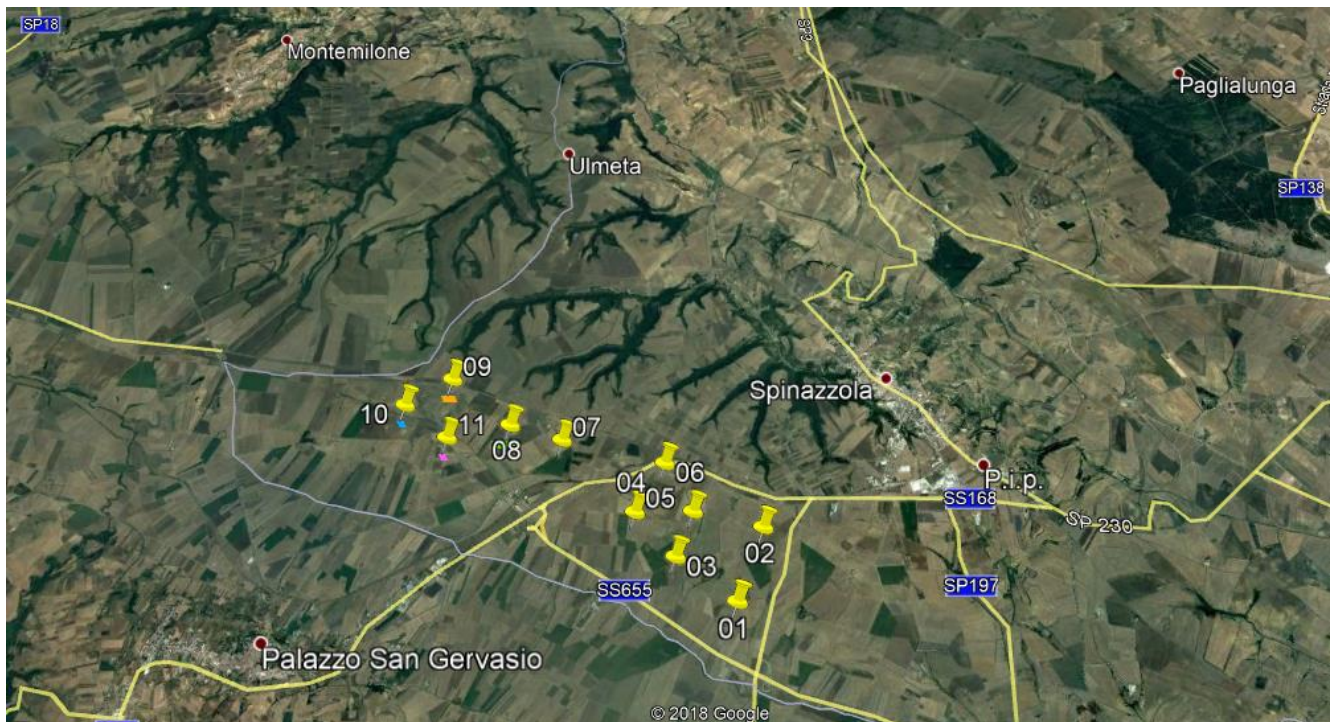 SP18
Montemilone
SP3
Paglialunga
Ulmeta
SP138
09
Spinazzola
10
11
08
07
06
P.i.p.
04
05
SS168
SP 230
02
03
SS655
SP197
01
Palazzo San Gervasio
© 2018 Google